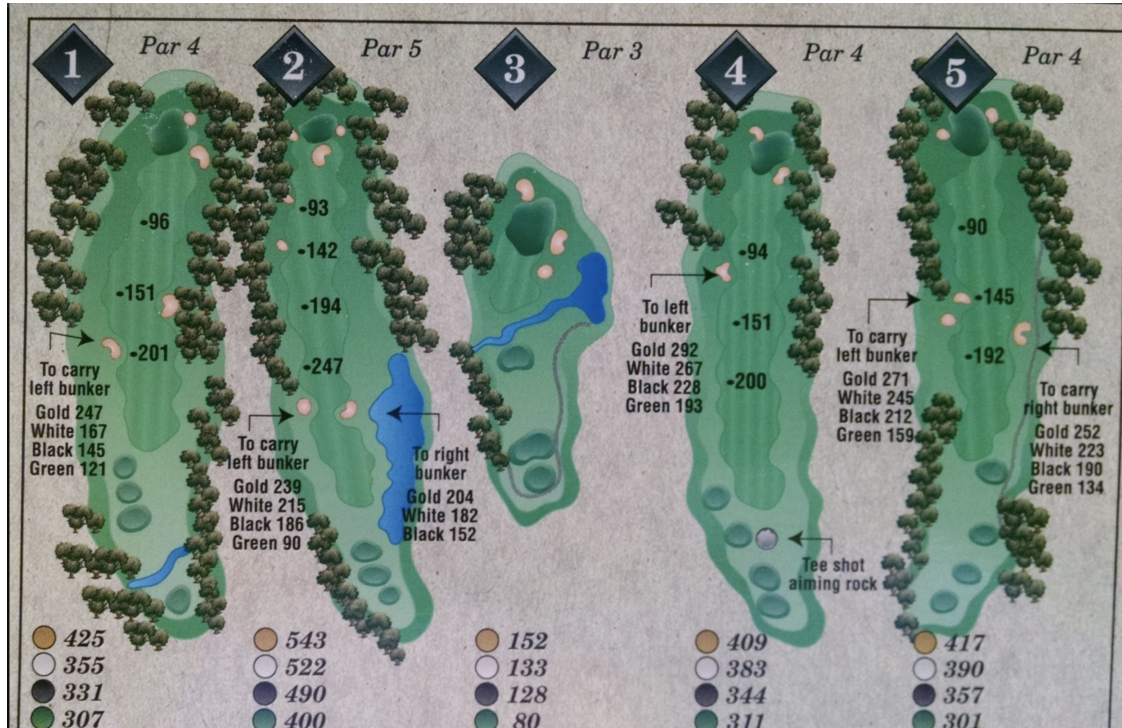 1
Par 4
96
151
201
To carry
left bunker
Gold 247
White 167
Black 145
Green 121
425
355
331
307
2
Par 5
93
142
194
247
To carry
left bunker
Gold 239
White 215
Black 186
Green 90
To right
bunker
Gold 204
White 182
Black 152
543
522
490
400
3
Par 3
152
133
128
80
4
Par 4
94
151
200
To left
bunker
Gold 292
White 267
Black 228
Green 193
Tee shot
aiming rock
409
383
344
311
5
Par 4
90
145
192
To carry
left bunker
Gold 271
White 245
Black 212
Green 159
To carry
right bunker
Gold 252
White 223
Black 190
Green 134
417
390
357
301